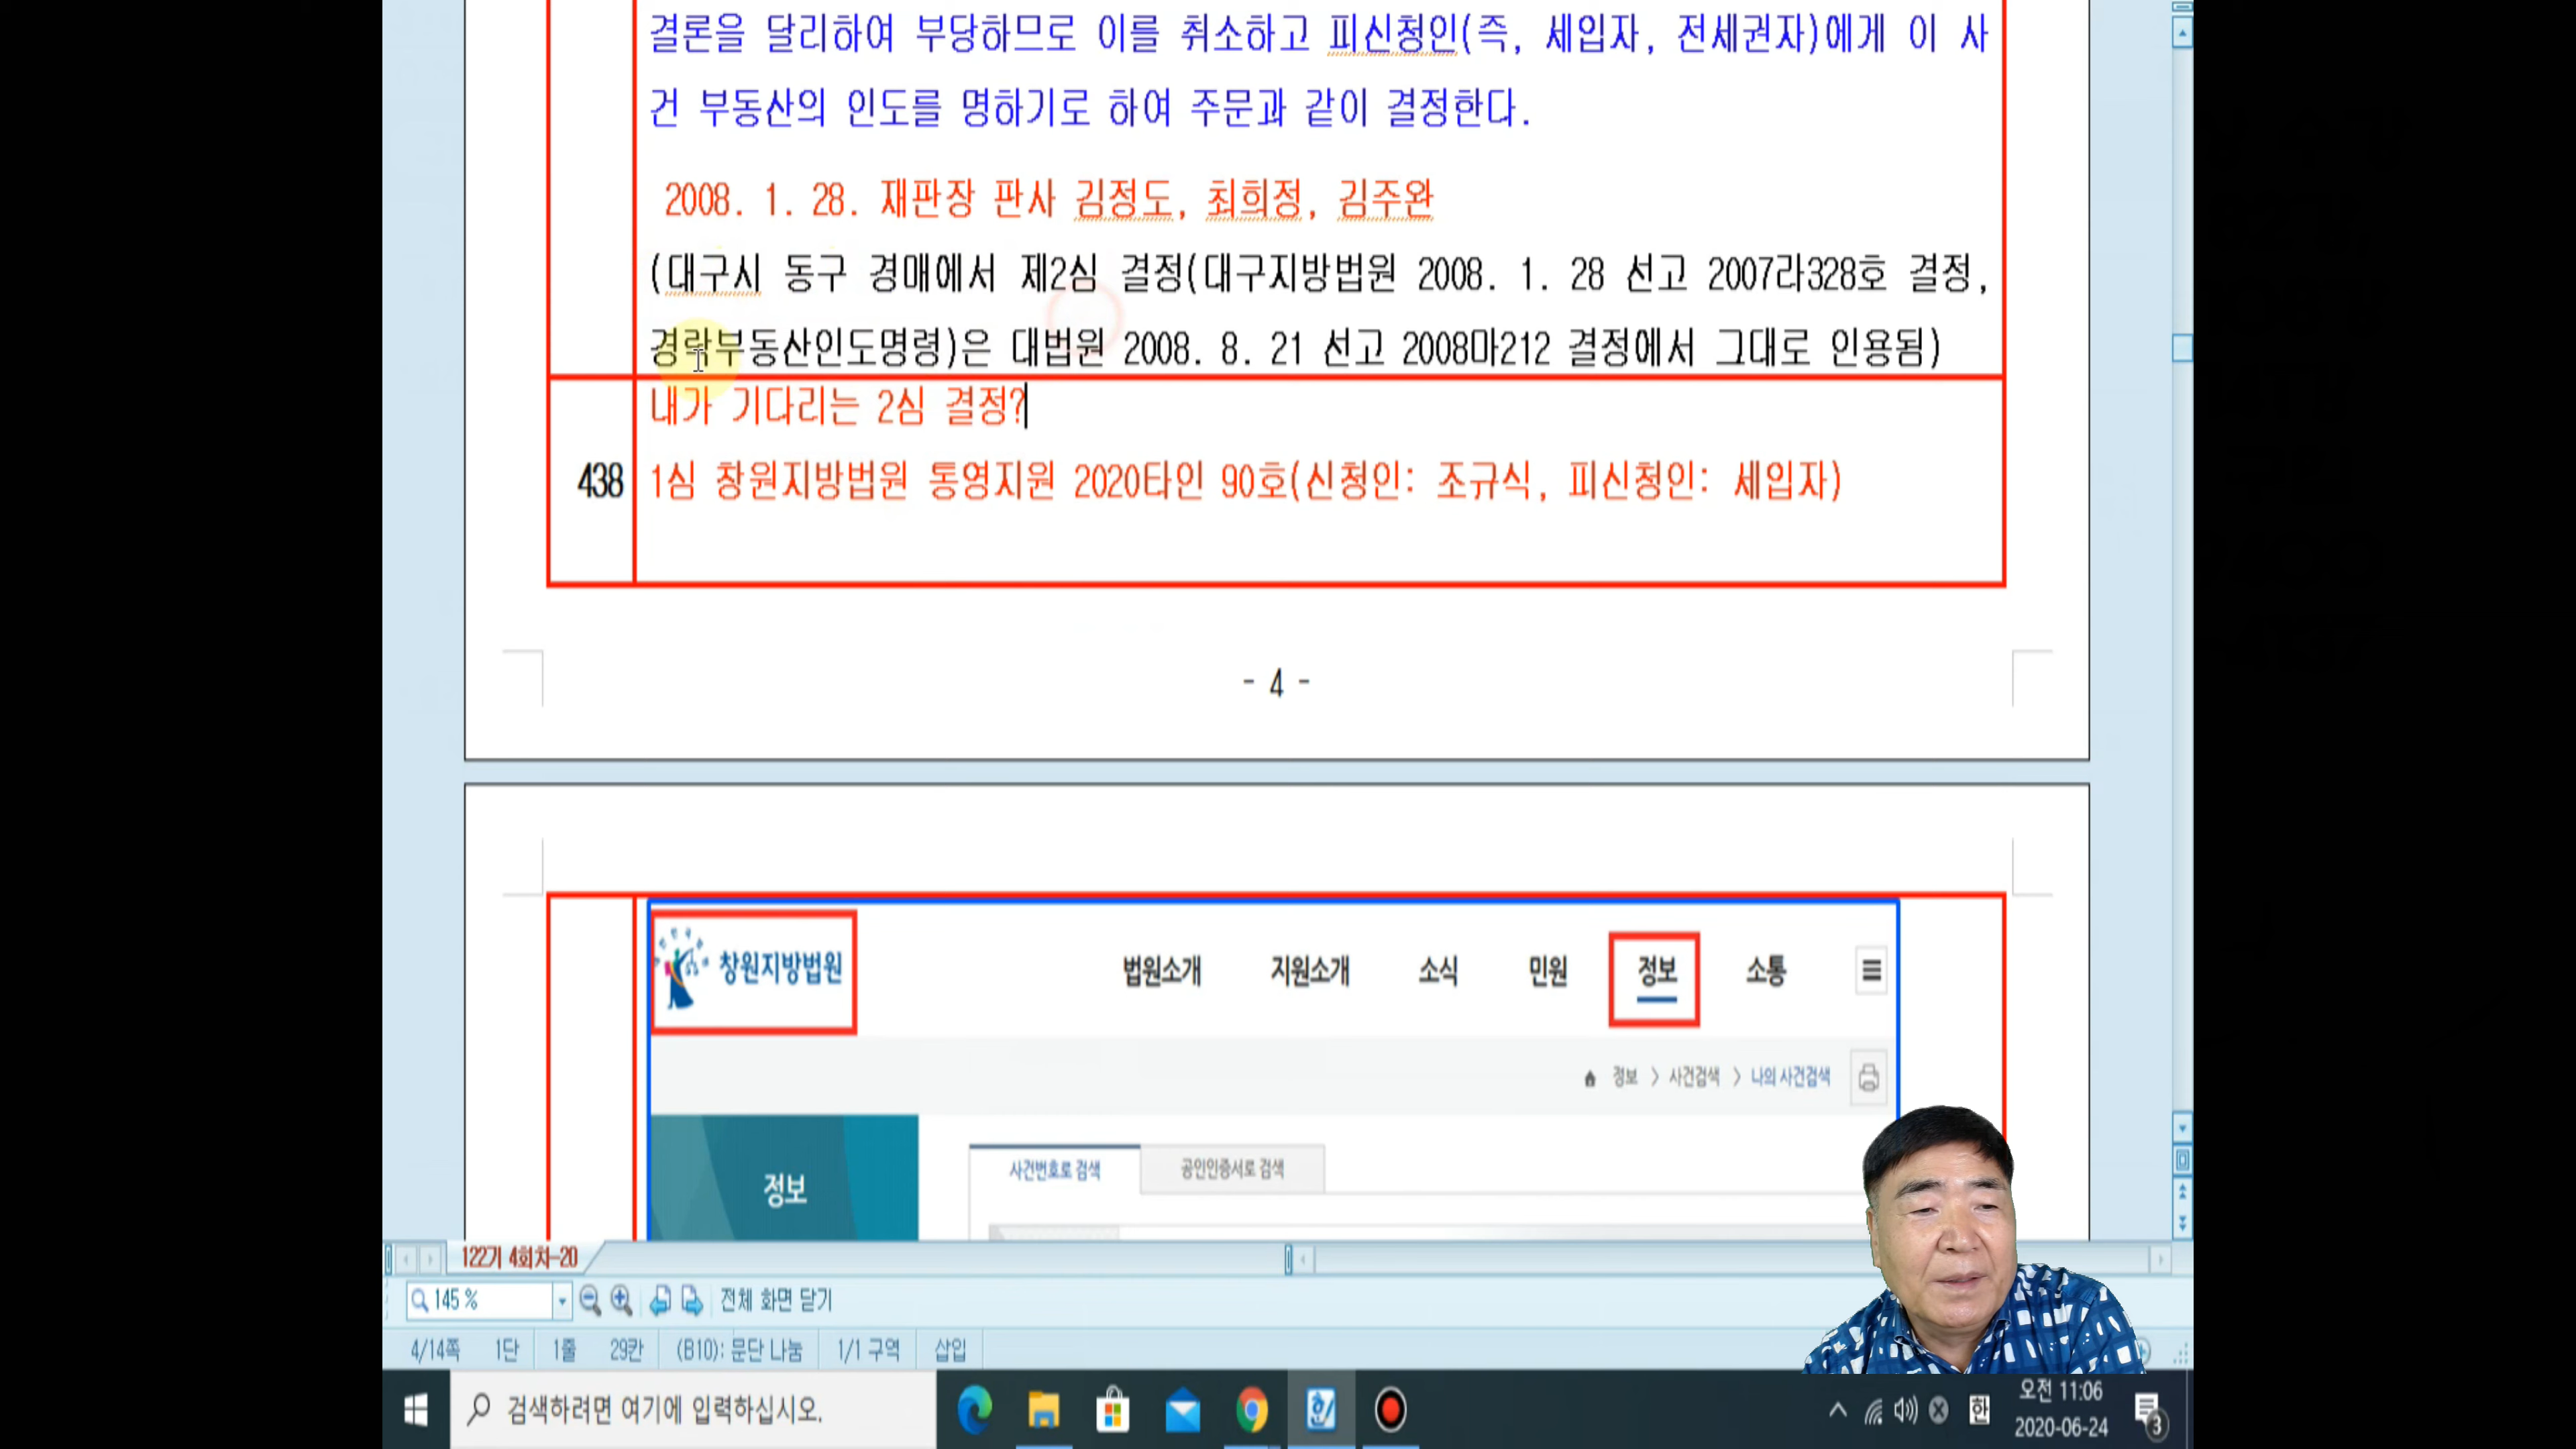 결론을 달리하여 부당하므로 이를 취소하고 피신청인(즉, 세입자, 전세권자)에게 이 사
건 부동산의 인도를 명하기로 하여 주문과 같이 결정한다.
2008. 1. 28. 재판장 판사 김정도, 최희정, 김주완
(대구시 동구 경매에서 제2심 결정(대구지방법원 2008. 1. 28 선고 2007라328호 결정,
경락부동산인도명령)은 대법원 2008. 8. 21 선고 2008마212 결정에서 그대로 인용됨)
내가 기다리는 2심 결정?
438 1심 창원지방법원 통영지원 2020타인 90호(신청인: 조규식, 피신청인: 세입자)
- 4 -
창원지방법원 법원소개 지원소개 소식 민원 정보 소통
정보 > 사건검색 > 나의 사건검색
사건번호로 검색 공인인증서로 검색
정보
122기 4회차-20
145 % 전체 화면 닫기
4/14쪽 1단 1줄 29칸 (B10): 문단 나눔 1/1 구역 삽입
검색하려면 여기에 입력하십시오.
한
오전 11:06
2020-06-24
3